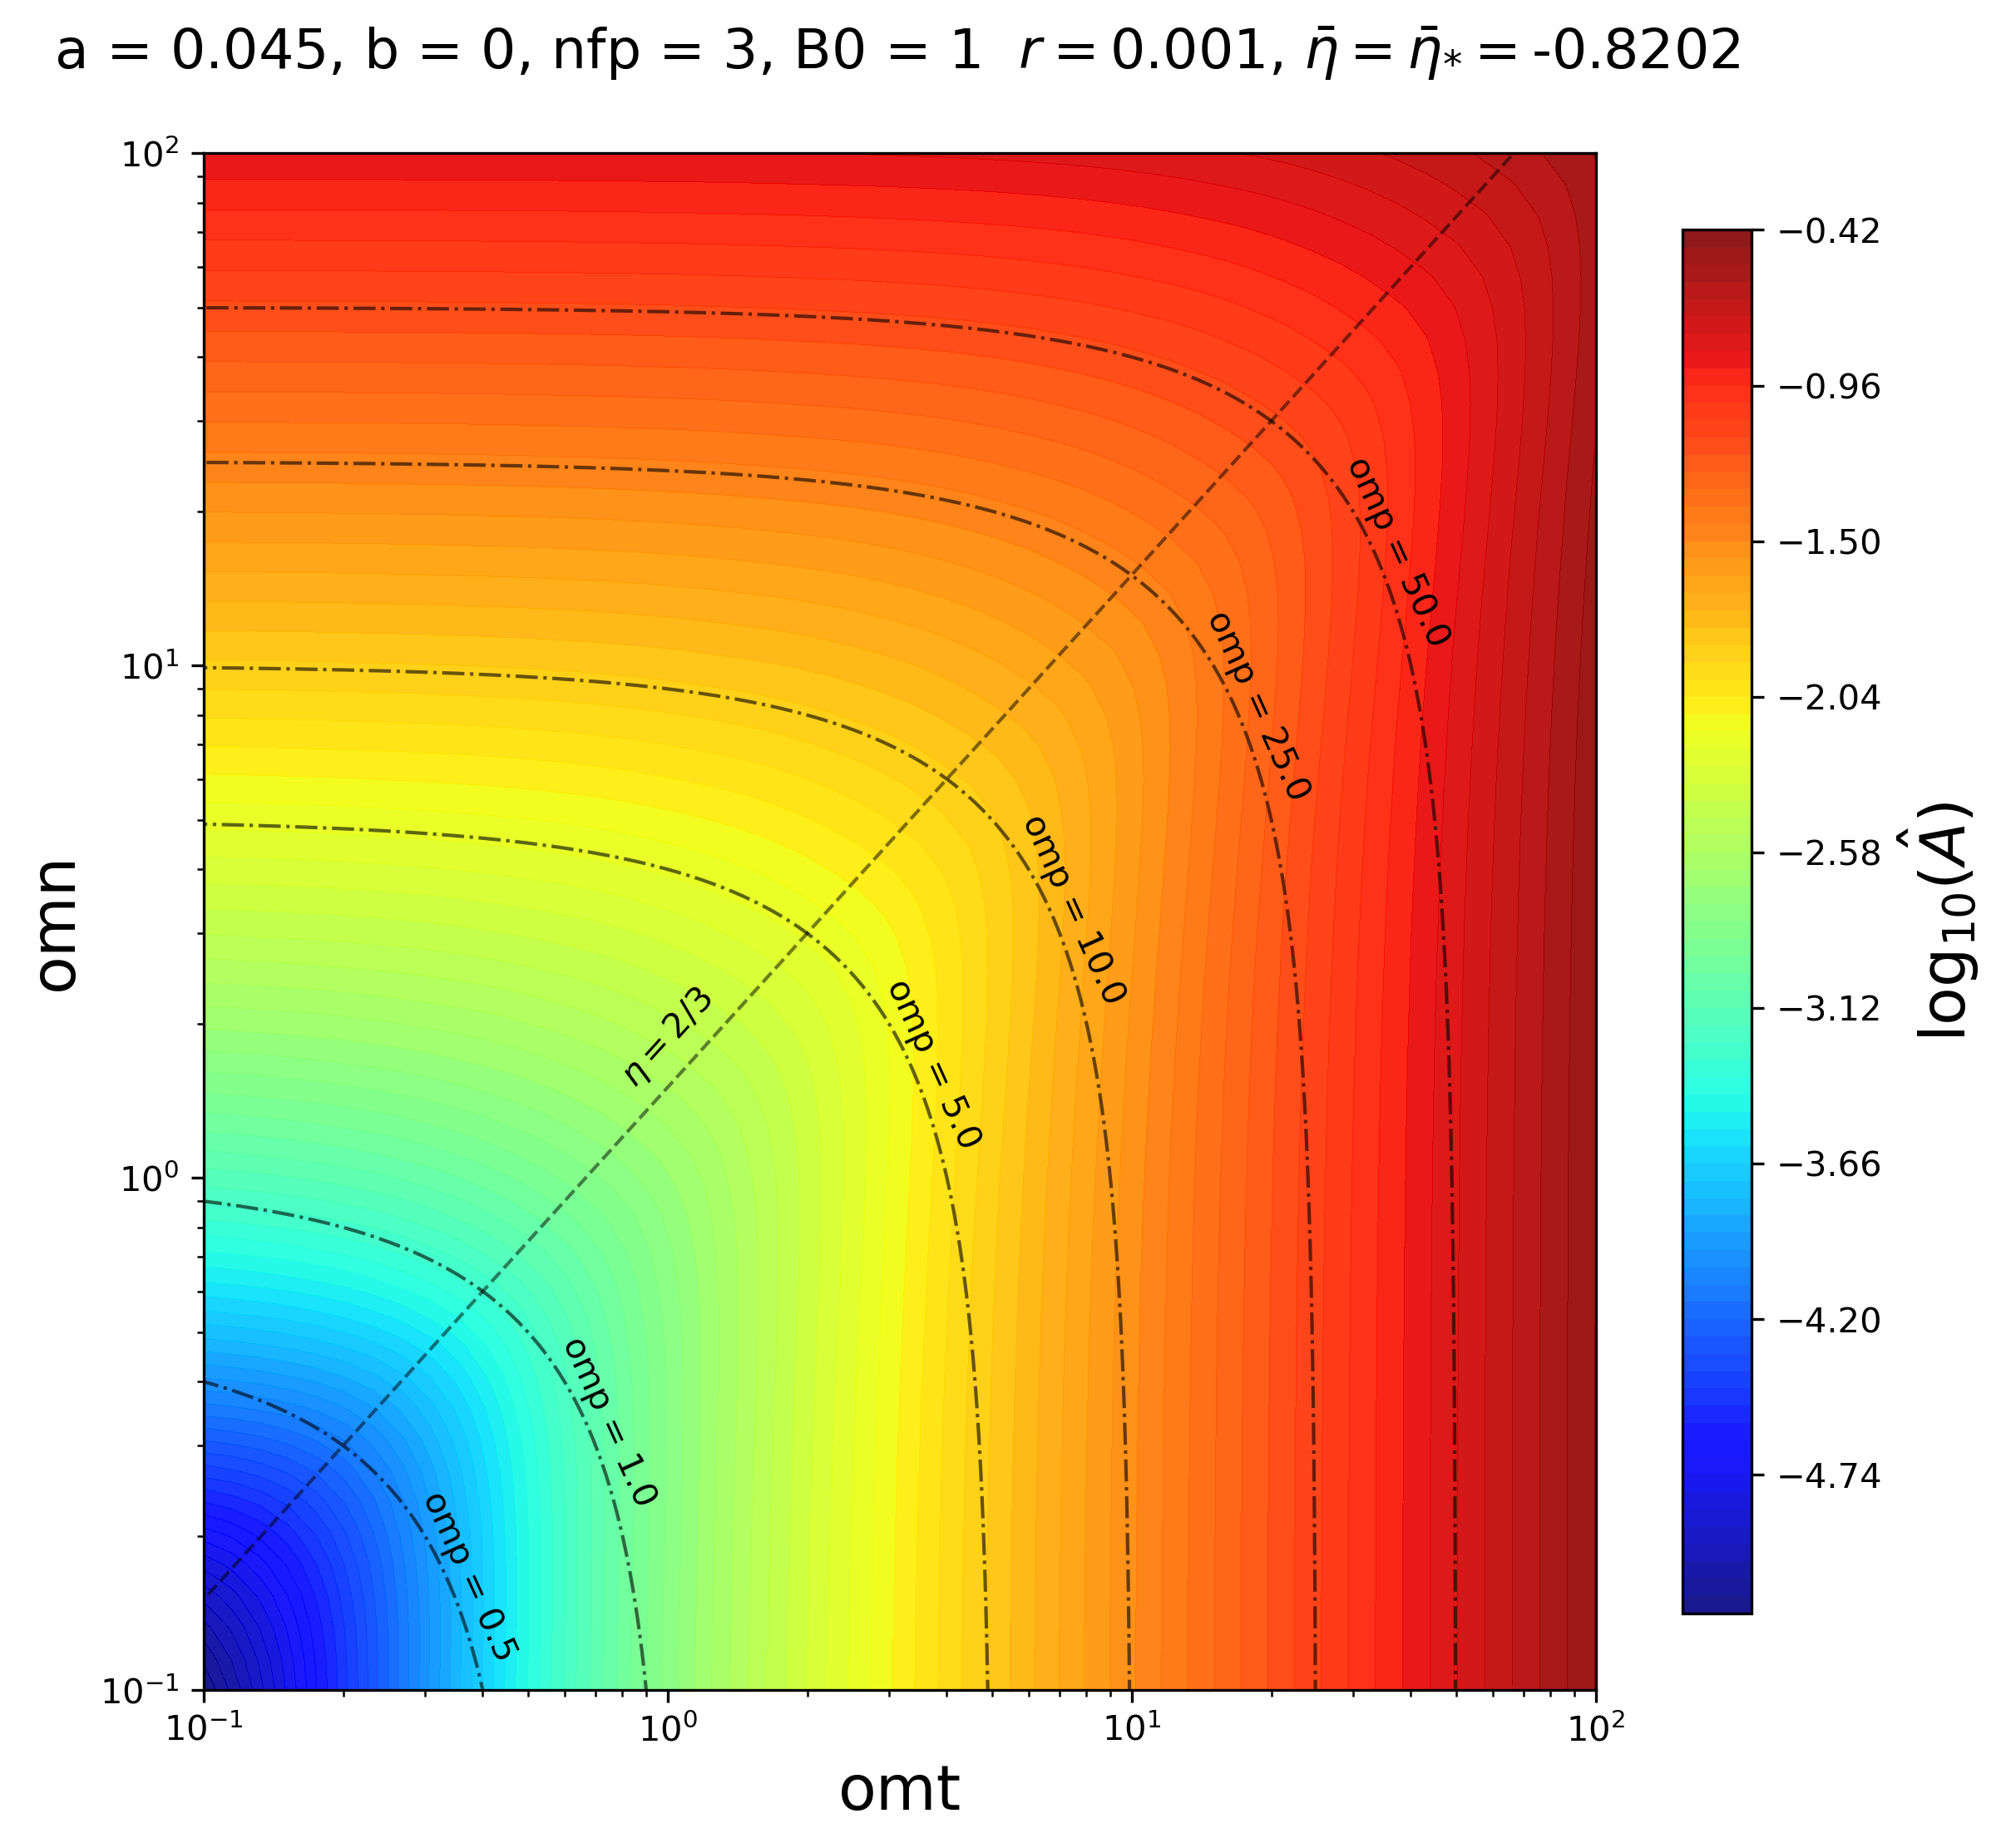 a = 0.045, b = 0, nfp = 3, B0 = 1 r = 0.001, η̄ = η̄* = -0.8202
10²
10¹
10⁰
10⁻¹
omn
10⁻¹
10⁰
10¹
10²
omt
omp = 50.0
omp = 25.0
omp = 10.0
omp = 5.0
η = 2/3
omp = 1.0
omp = 0.5
−0.42
−0.96
−1.50
−2.04
−2.58
−3.12
−3.66
−4.20
−4.74
log₁₀(Â)